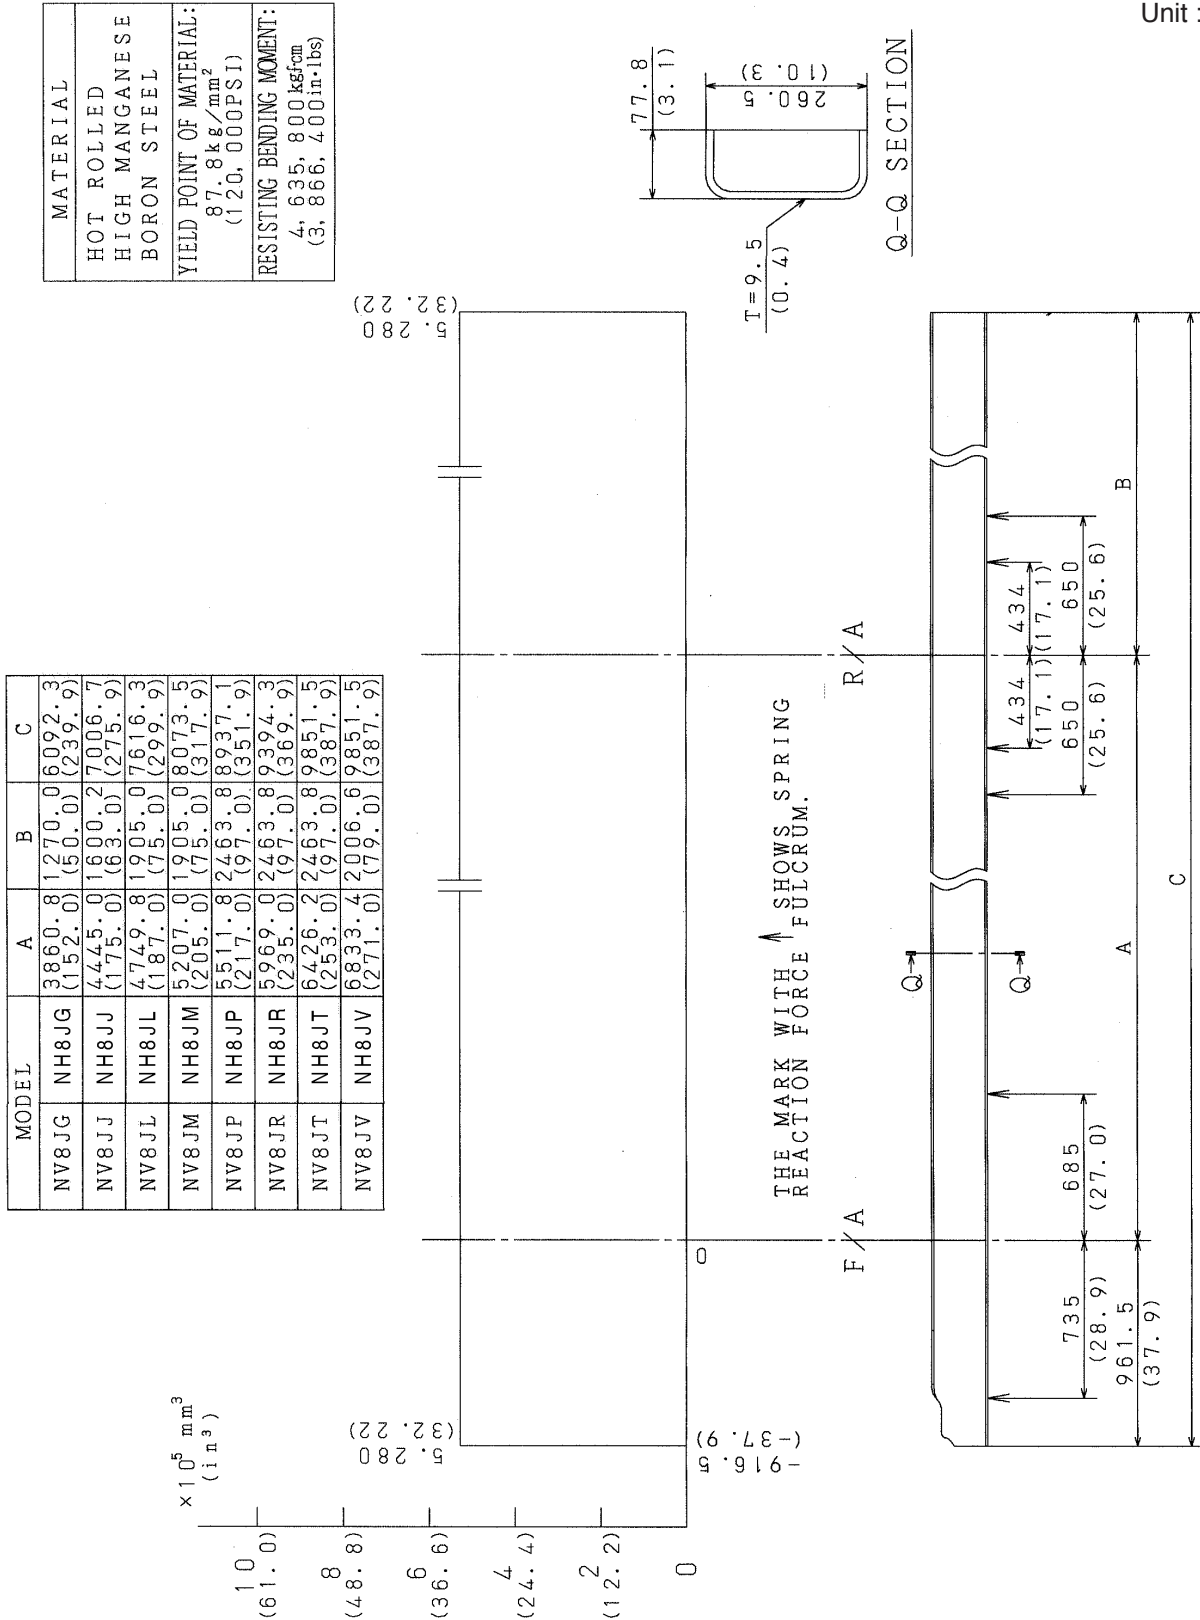 Unit :
MATERIAL
HOT ROLLED
HIGH MANGANESE
BORON STEEL
YIELD POINT OF MATERIAL:
87.8kg/mm²
(120,000PSI)
RESISTING BENDING MOMENT:
4,635,800kgf·cm
(3,866,400in·lbs)
MODEL A B C
NV8JG NH8JG 3860.8 (152.0) 1270.0 (50.0) 6092.3 (239.9)
NV8JJ NH8JJ 4445.0 (175.0) 1600.2 (63.0) 7006.7 (275.9)
NV8JL NH8JL 4749.8 (187.0) 1905.0 (75.0) 7616.3 (299.9)
NV8JM NH8JM 5207.0 (205.0) 1905.0 (75.0) 8073.5 (317.9)
NV8JP NH8JP 5511.8 (217.0) 2463.8 (97.0) 8937.1 (351.9)
NV8JR NH8JR 5969.0 (235.0) 2463.8 (97.0) 9394.3 (369.9)
NV8JT NH8JT 6426.2 (253.0) 2463.8 (97.0) 9851.5 (387.9)
NV8JV NH8JV 6833.4 (271.0) 2006.6 (79.0) 9851.5 (387.9)
×10⁵ mm³
(in³)
10
(61.0)
8
(48.8)
6
(36.6)
4
(24.4)
2
(12.2)
0
5.280
(32.22)
5.280
(32.22)
-916.5
(-37.9)
0
F/A
R/A
THE MARK WITH ↑ SHOWS SPRING
REACTION FORCE FULCRUM.
77.8
(3.1)
260.5
(10.3)
T=9.5
(0.4)
Q-Q SECTION
Q
Q
735
(28.9)
961.5
(37.9)
685
(27.0)
434
(17.1)
650
(25.6)
434
(17.1)
650
(25.6)
A
B
C